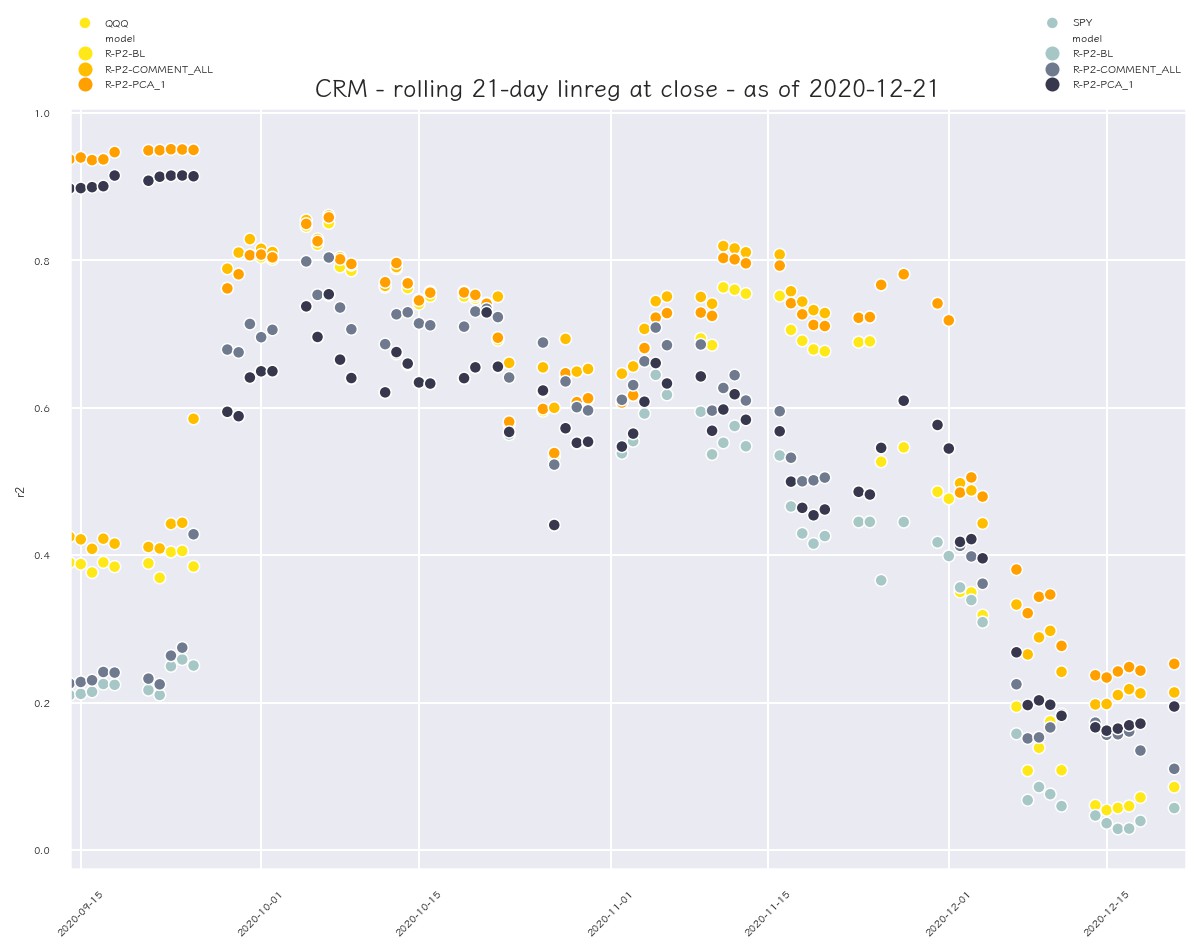 QQQ
model
R-P2-BL
R-P2-COMMENT_ALL
R-P2-PCA_1
SPY
model
R-P2-BL
R-P2-COMMENT_ALL
R-P2-PCA_1
CRM - rolling 21-day linreg at close - as of 2020-12-21
1.0
0.8
0.6
r2
0.4
0.2
0.0
2020-09-15
2020-10-01
2020-10-15
2020-11-01
2020-11-15
2020-12-01
2020-12-15